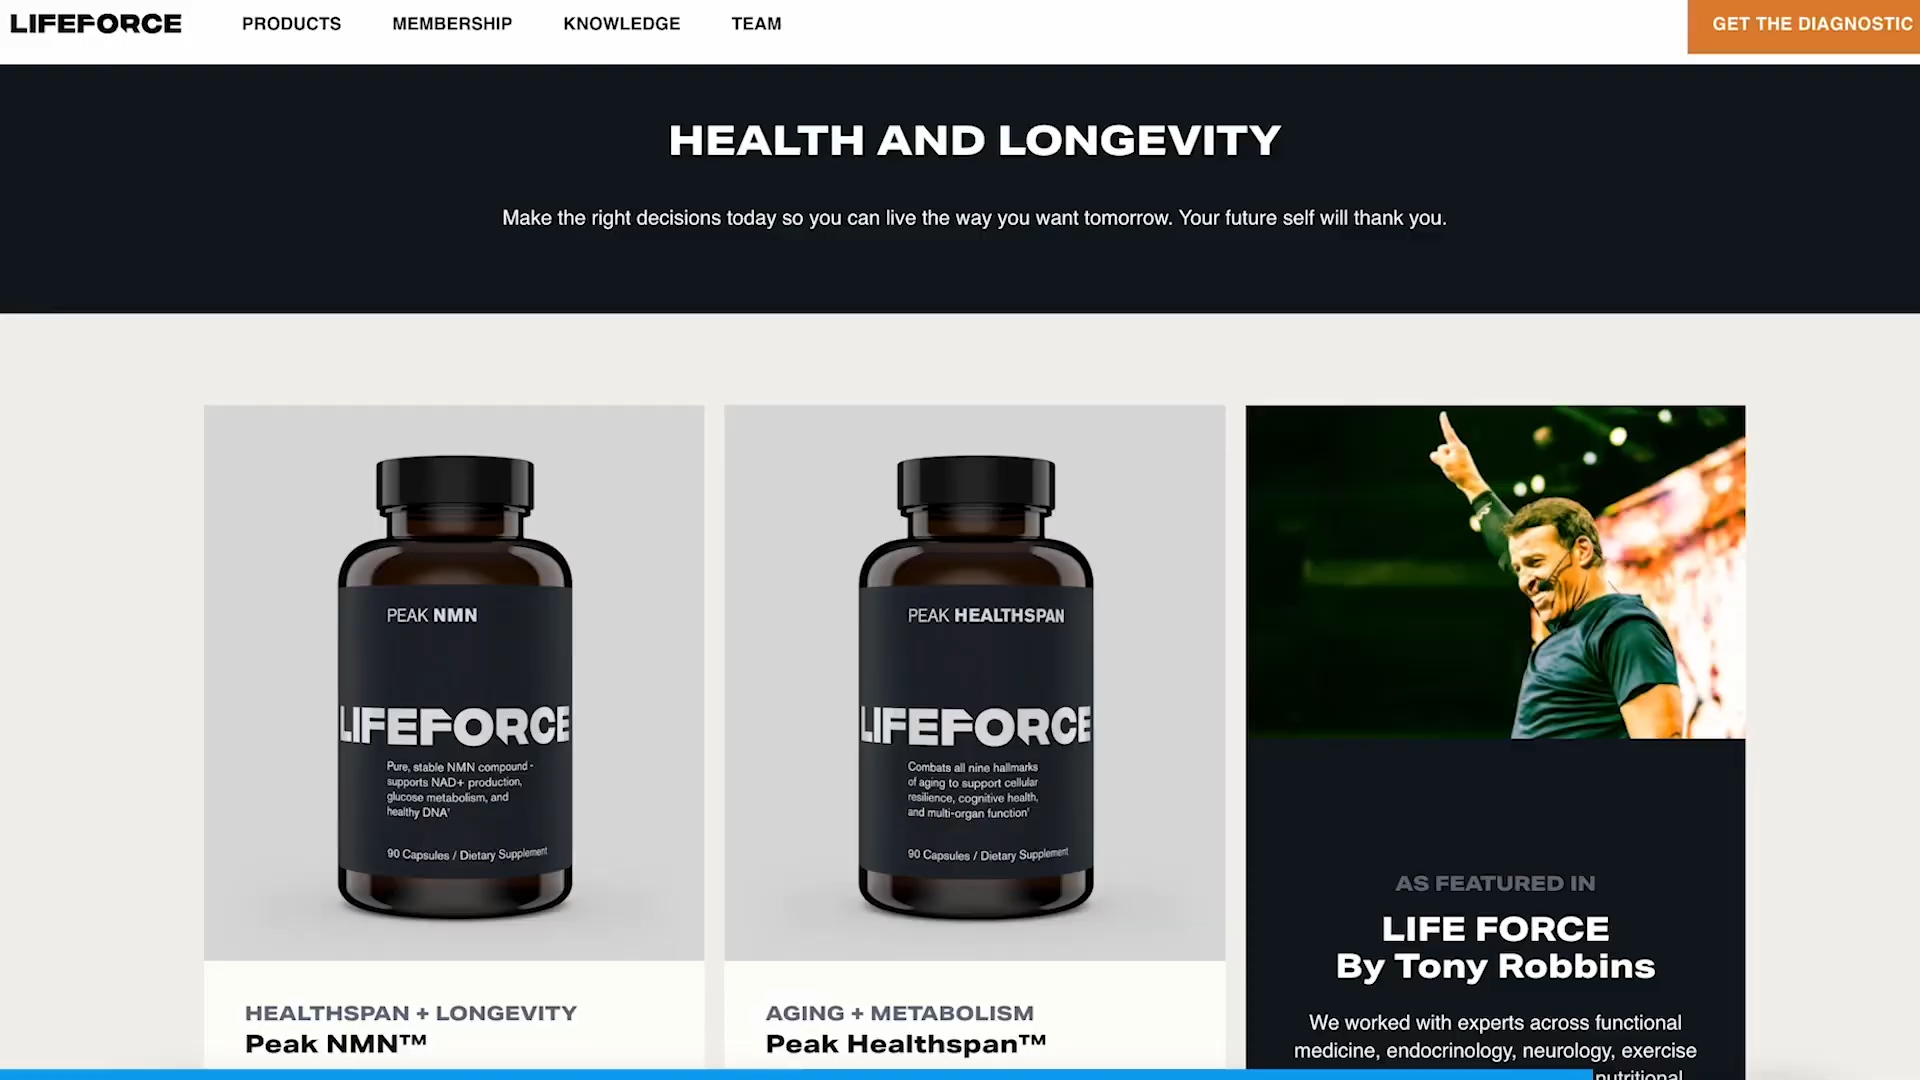 LIFEFORCE
PRODUCTS
MEMBERSHIP
KNOWLEDGE
TEAM
GET THE DIAGNOSTIC
HEALTH AND LONGEVITY
Make the right decisions today so you can live the way you want tomorrow. Your future self will thank you.
PEAK NMN
LIFEFORCE
Pure, stable NMN compound -
supports NAD+ production,
glucose metabolism, and
healthy DNA†
90 Capsules / Dietary Supplement
HEALTHSPAN + LONGEVITY
Peak NMN™
PEAK HEALTHSPAN
LIFEFORCE
Combats all nine hallmarks
of aging to support cellular
resilience, cognitive health,
and multi-organ function†
90 Capsules / Dietary Supplement
AGING + METABOLISM
Peak Healthspan™
AS FEATURED IN
LIFE FORCE
By Tony Robbins
We worked with experts across functional
medicine, endocrinology, neurology, exercise
nutritional